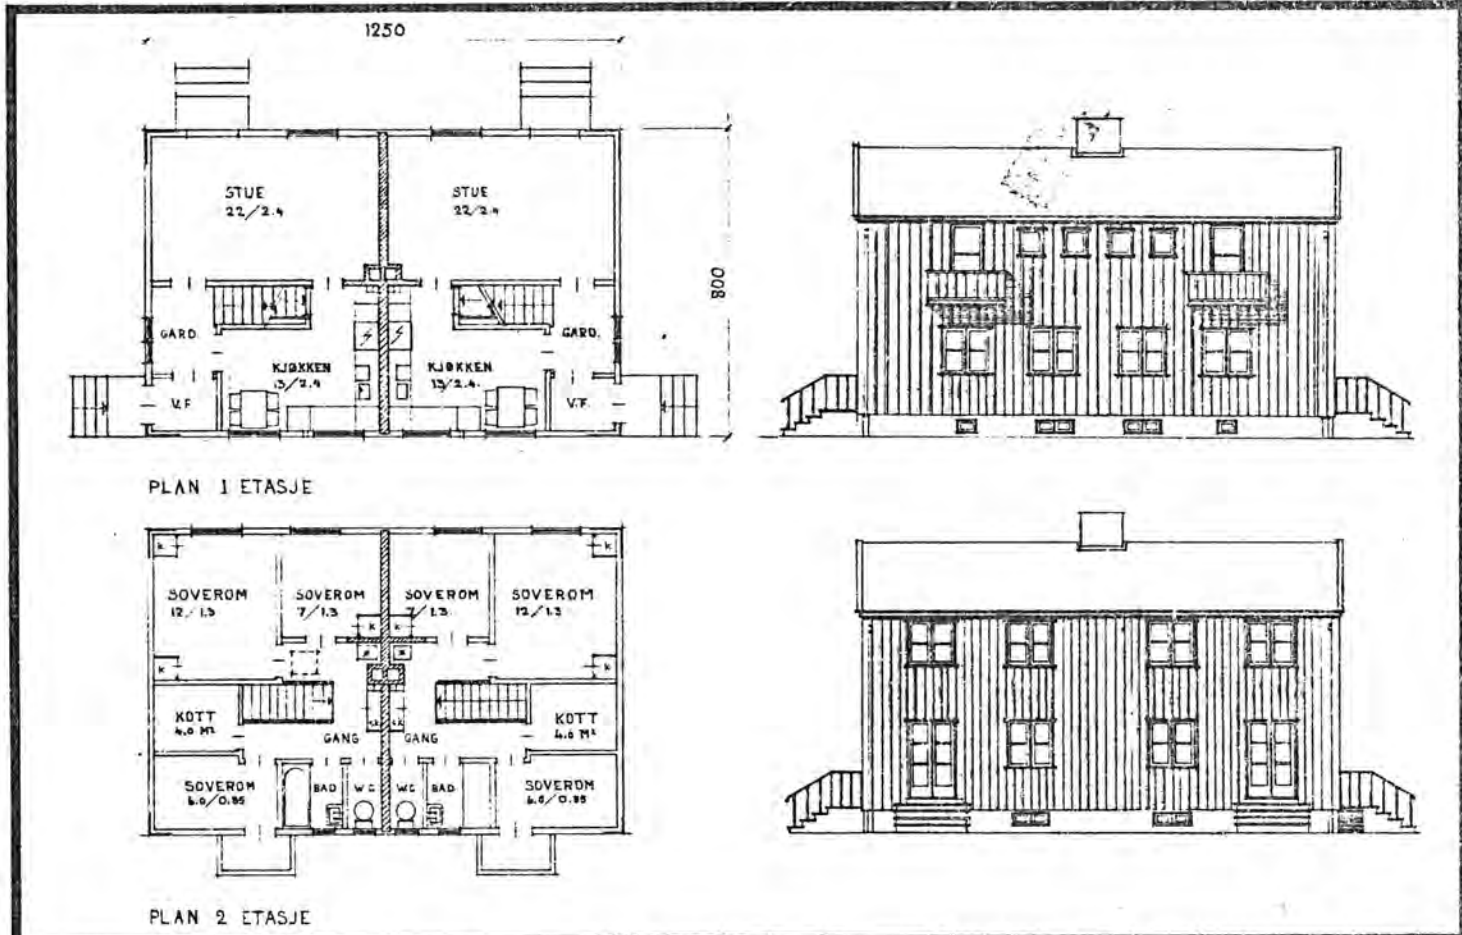 1250
STUE
22/2.4
STUE
22/2.4
808
GARD.
GARD.
KJØKKEN
13/2.4
KJØKKEN
13/2.4.
V.F.
V.F.
PLAN 1 ETASJE
K
K
SOVEROM
12/1.3
SOVEROM
7/1.3
SOVEROM
7/1.3
SOVEROM
12/1.3
K
K
K
K
KOTT
4.0 M²
KOTT
4.0 M²
GANG
GANG
SOVEROM
6.0/0.85
BAD
WC
WC
BAD
SOVEROM
6.0/0.85
PLAN 2 ETASJE